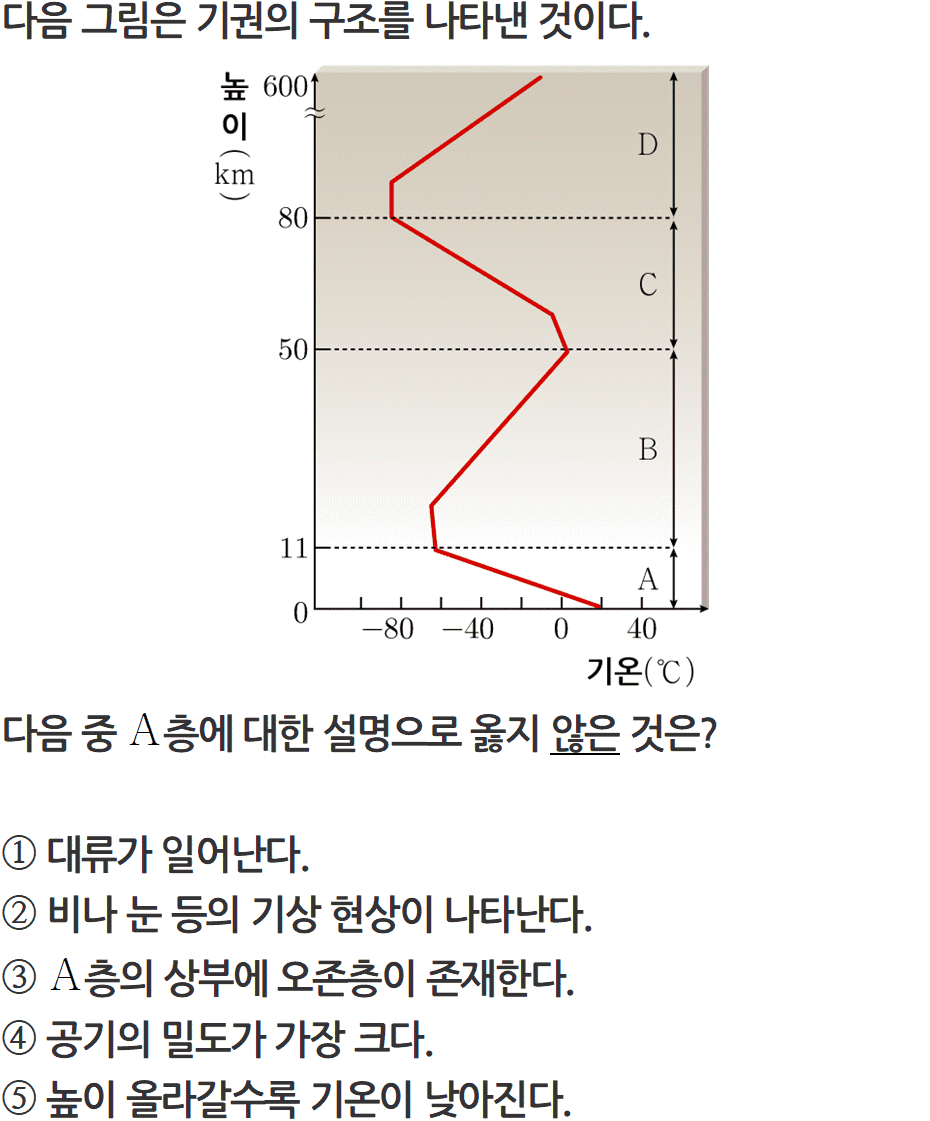 다음 그림은 기권의 구조를 나타낸 것이다.
높이(km)
600
80
50
11
0
D
C
B
A
−80 −40 0 40
기온(℃)
다음 중 A층에 대한 설명으로 옳지 않은 것은?
① 대류가 일어난다.
② 비나 눈 등의 기상 현상이 나타난다.
③ A층의 상부에 오존층이 존재한다.
④ 공기의 밀도가 가장 크다.
⑤ 높이 올라갈수록 기온이 낮아진다.